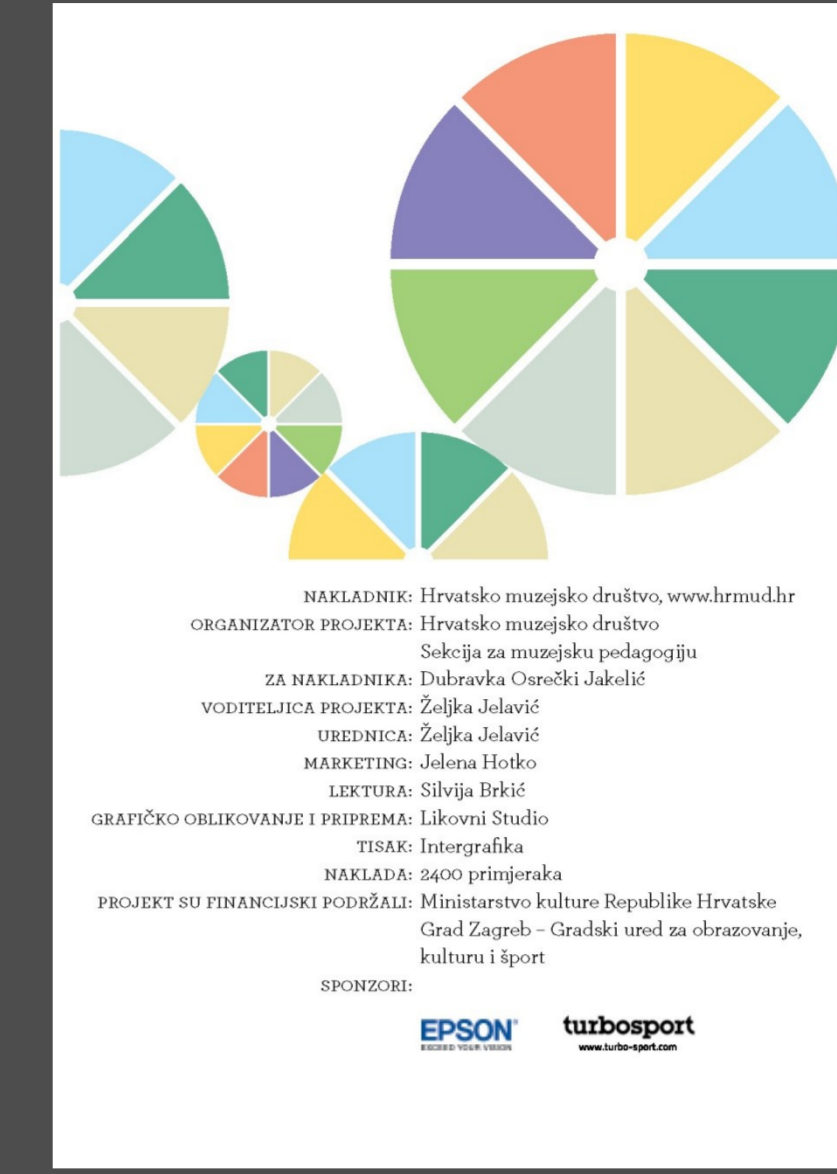 NAKLADNIK: Hrvatsko muzejsko društvo, www.hrmud.hr
ORGANIZATOR PROJEKTA: Hrvatsko muzejsko društvo
Sekcija za muzejsku pedagogiju
ZA NAKLADNIKA: Dubravka Osrečki Jakelić
VODITELJICA PROJEKTA: Željka Jelavić
UREDNICA: Željka Jelavić
MARKETING: Jelena Hotko
LEKTURA: Silvija Brkić
GRAFIČKO OBLIKOVANJE I PRIPREMA: Likovni Studio
TISAK: Intergrafika
NAKLADA: 2400 primjeraka
PROJEKT SU FINANCIJSKI PODRŽALI: Ministarstvo kulture Republike Hrvatske
Grad Zagreb – Gradski ured za obrazovanje,
kulturu i šport
SPONZORI:
EPSON® turbosport
EXCEED YOUR VISION www.turbo-sport.com